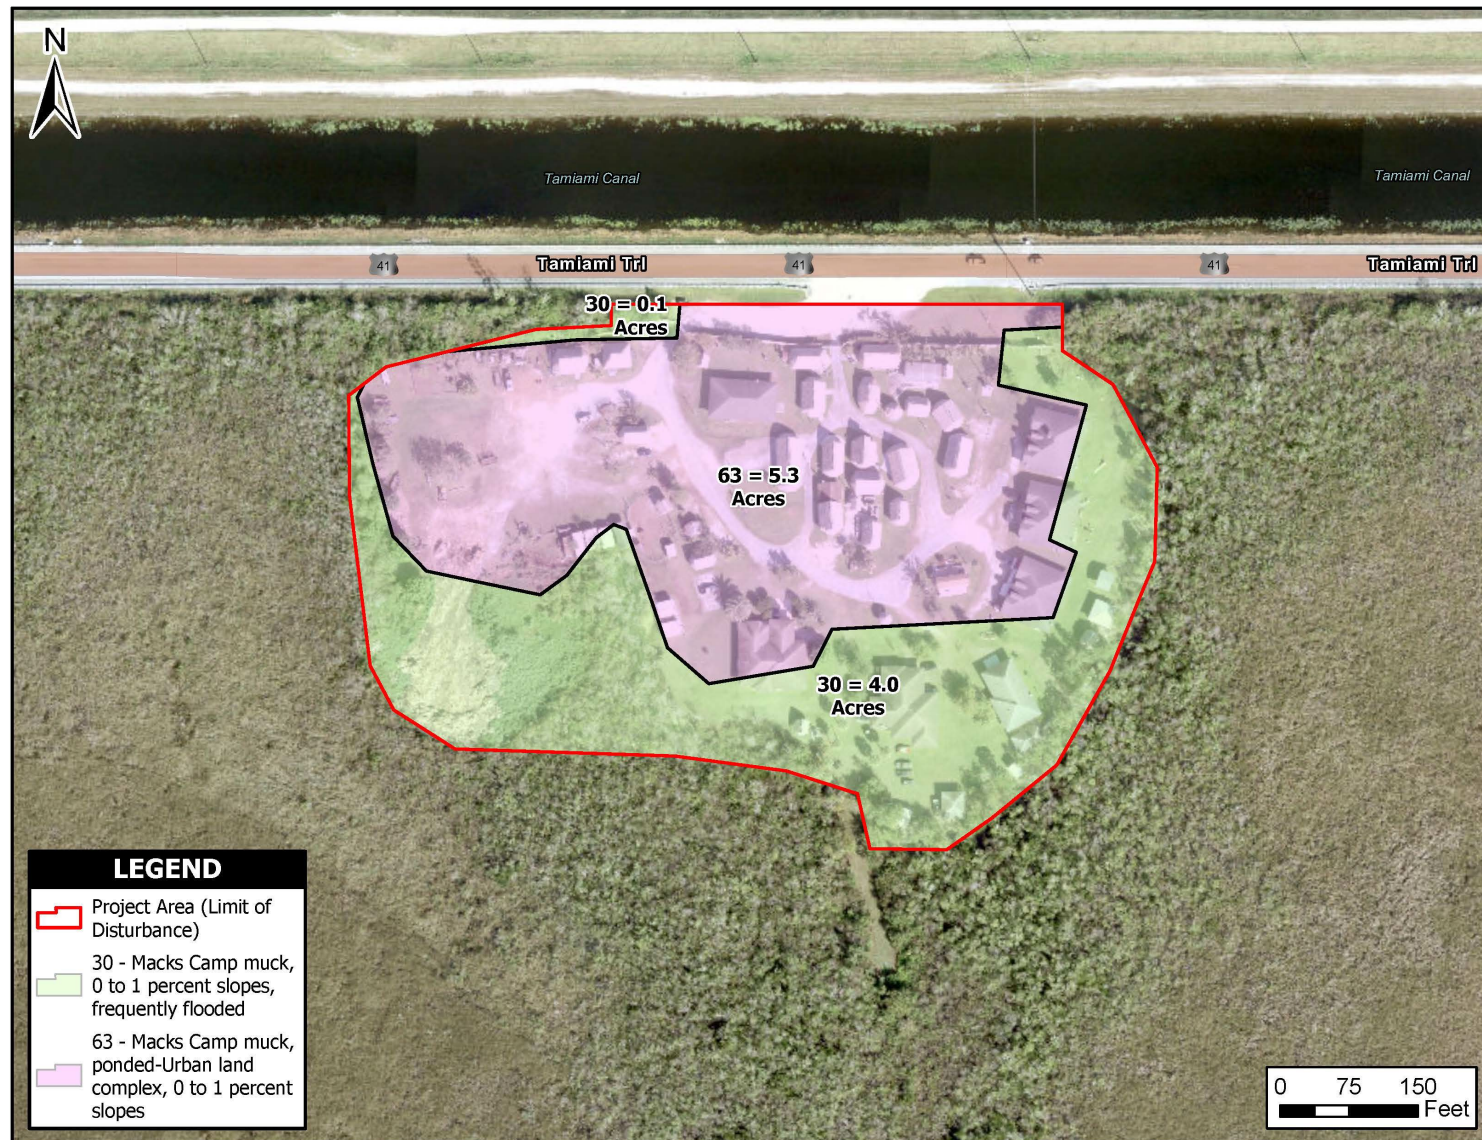 N
Tamiami Canal
Tamiami Canal
41
Tamiami Trl
41
41
Tamiami Trl
30 = 0.1
Acres
63 = 5.3
Acres
30 = 4.0
Acres
LEGEND
Project Area (Limit of
Disturbance)
30 - Macks Camp muck,
0 to 1 percent slopes,
frequently flooded
63 - Macks Camp muck,
ponded-Urban land
complex, 0 to 1 percent
slopes
0 75 150
Feet